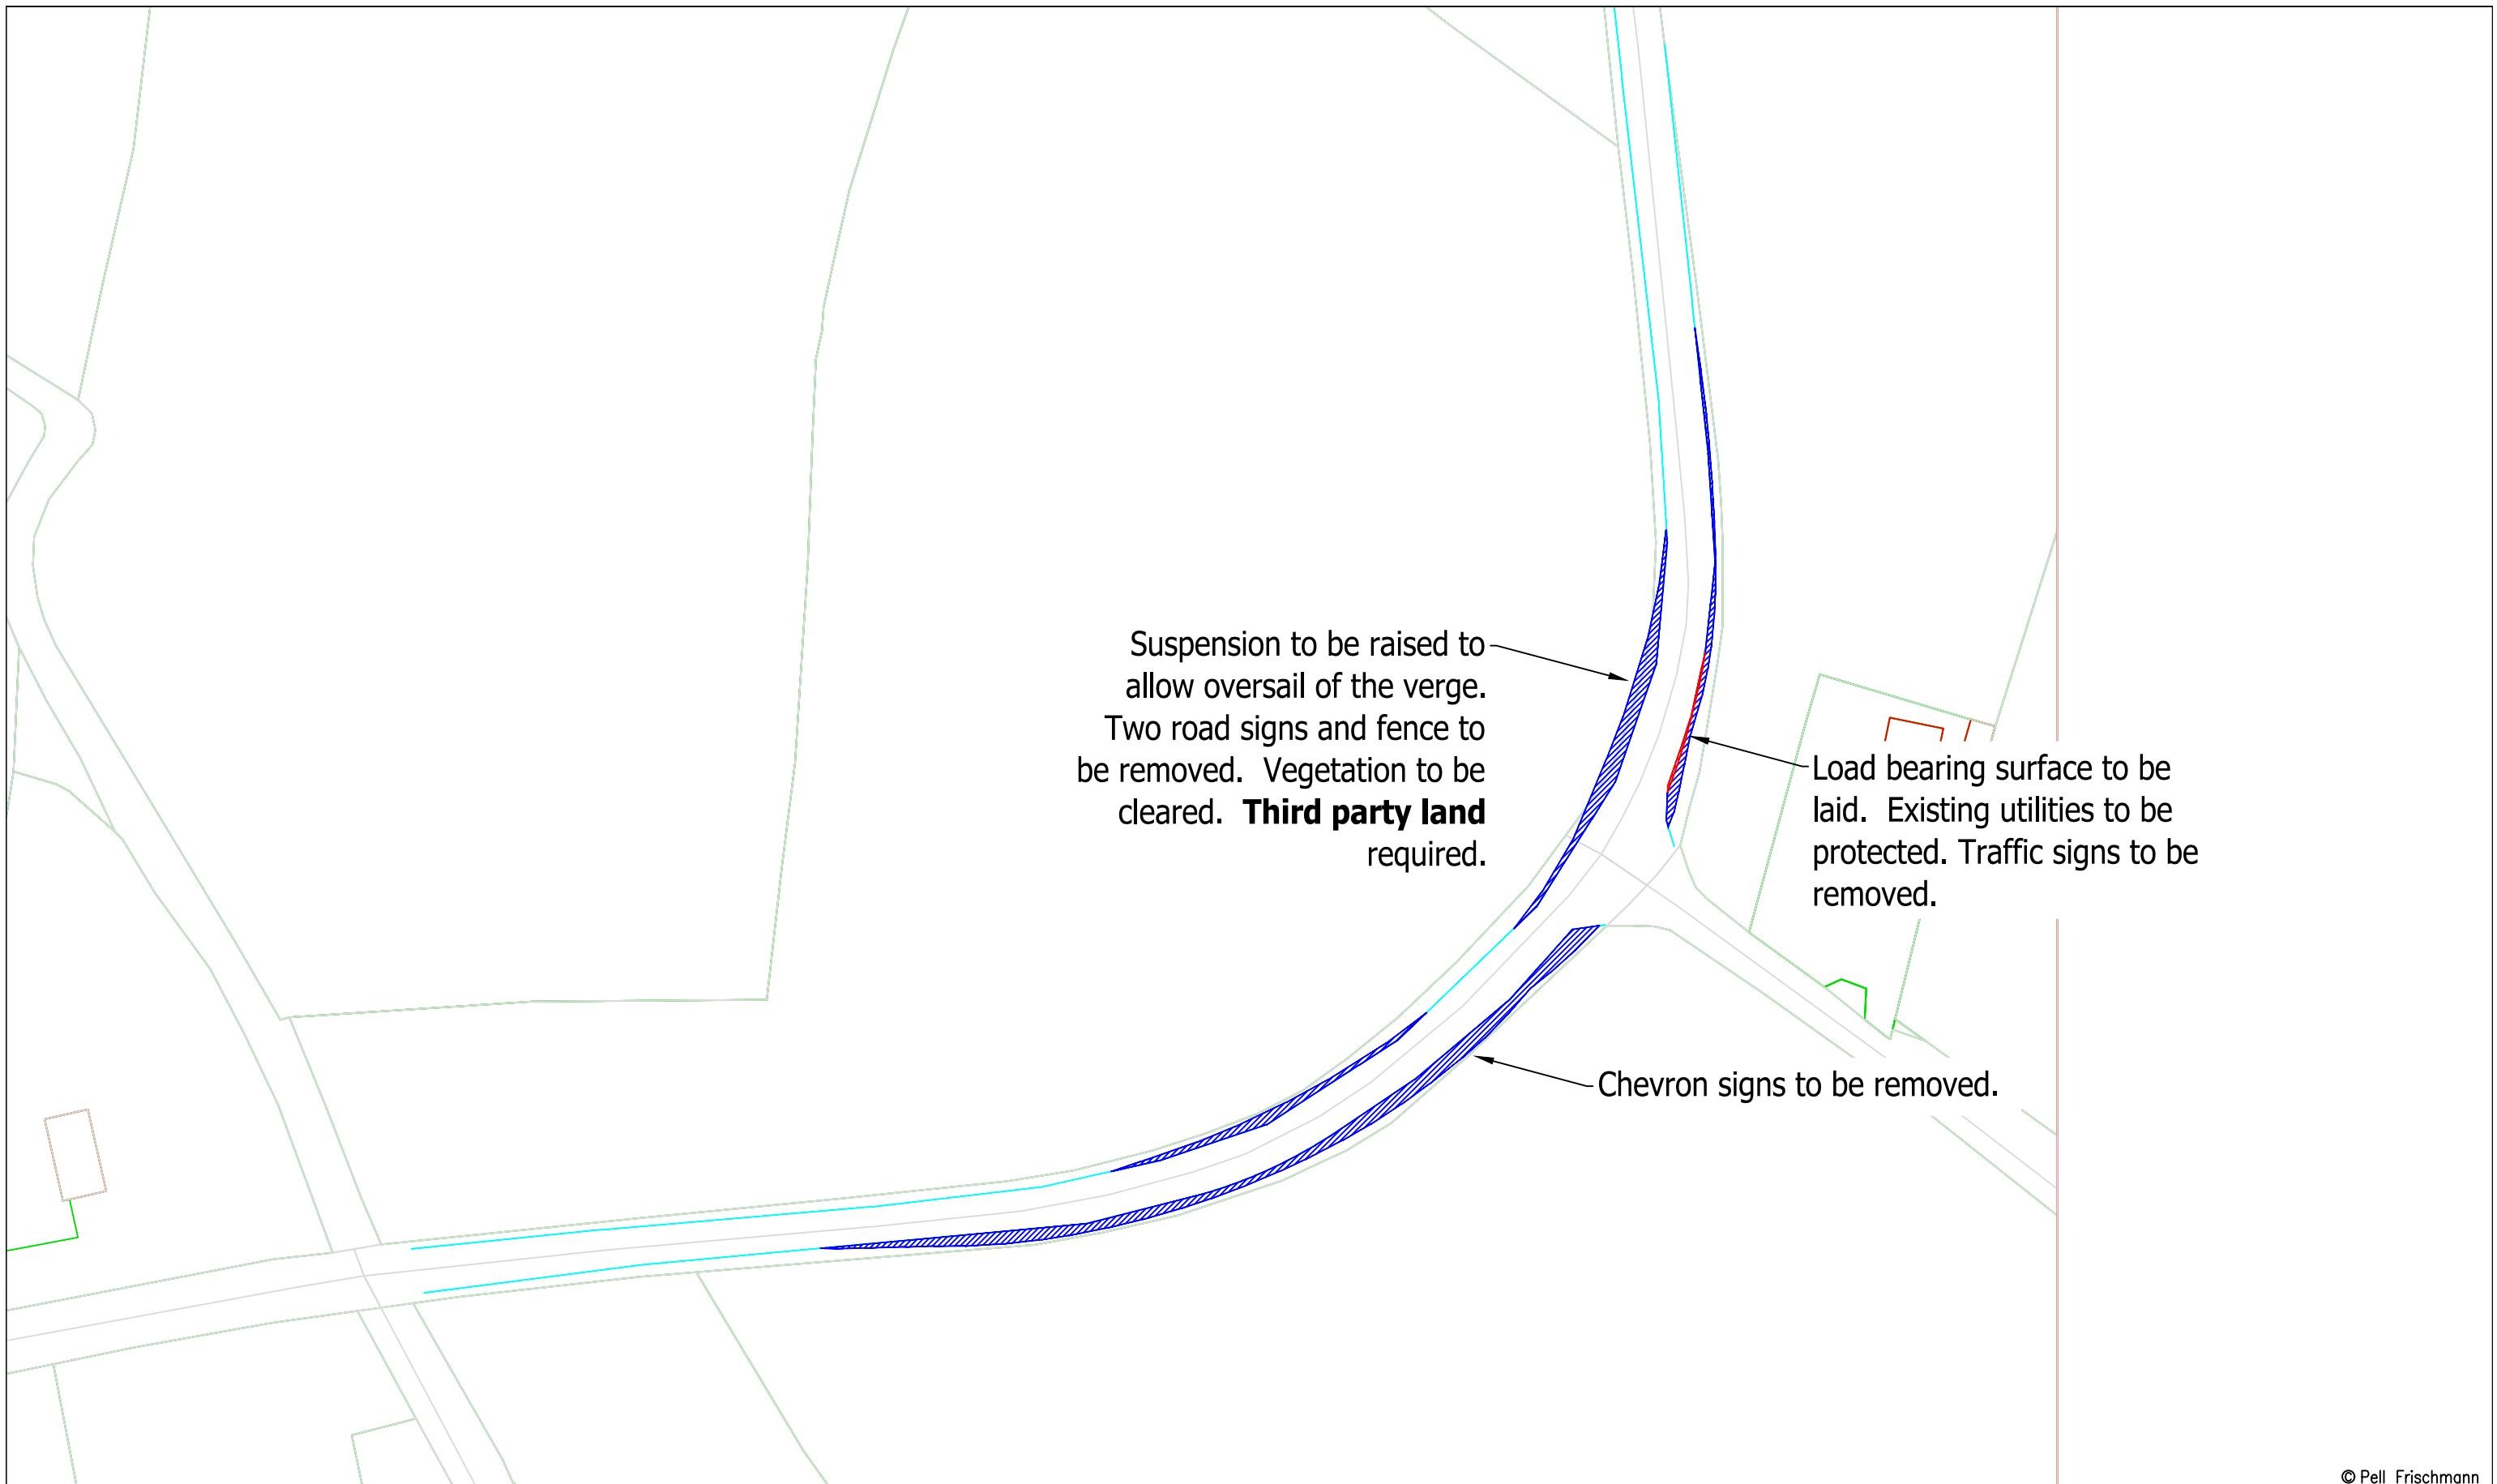 Suspension to be raised to
allow oversail of the verge.
Two road signs and fence to
be removed.  Vegetation to be
cleared.  Third party land
required.
Load bearing surface to be
laid.  Existing utilities to be
protected. Traffic signs to be
removed.
Chevron signs to be removed.
© Pell Frischmann